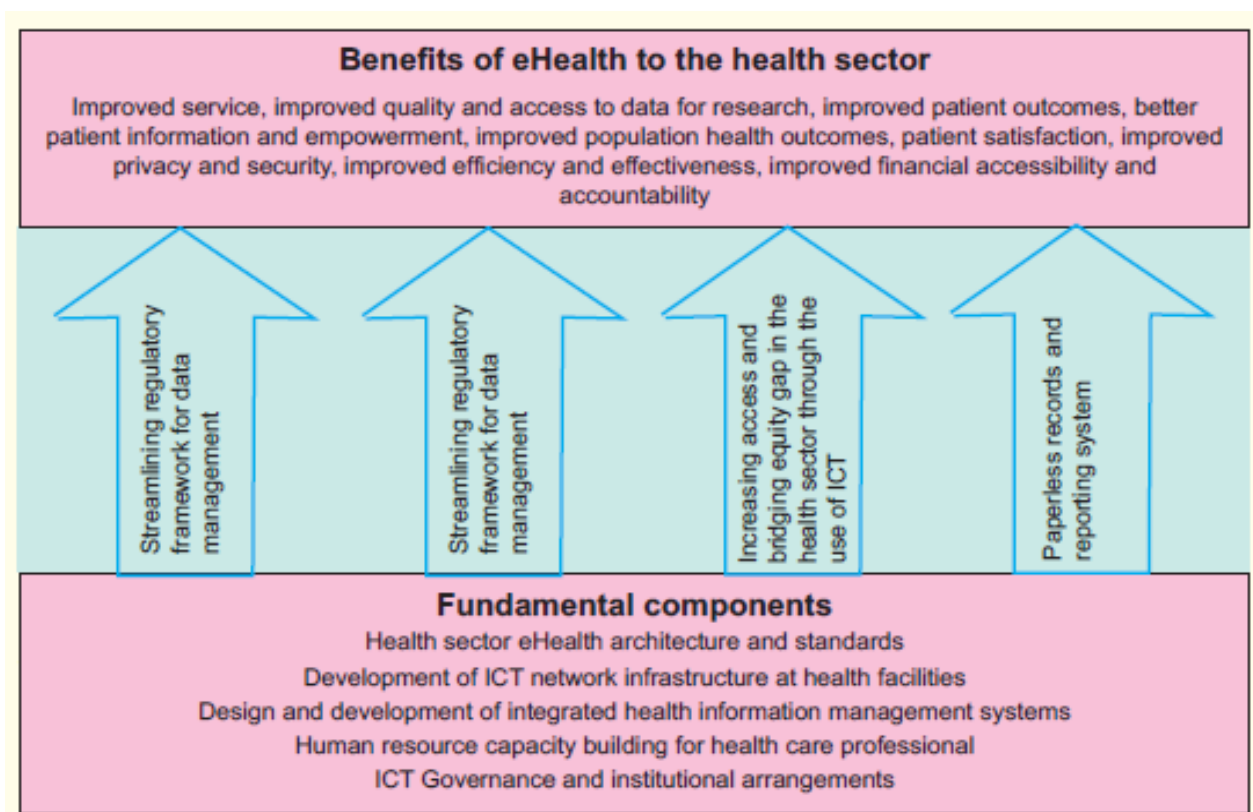 Benefits of eHealth to the health sector
Improved service, improved quality and access to data for research, improved patient outcomes, better
patient information and empowerment, improved population health outcomes, patient satisfaction, improved
privacy and security, improved efficiency and effectiveness, improved financial accessibility and
accountability
Streamlining regulatory
framework for data
management
Streamlining regulatory
framework for data
management
Increasing access and
bridging equity gap in the
health sector through the
use of ICT
Paperless records and
reporting system
Fundamental components
Health sector eHealth architecture and standards
Development of ICT network infrastructure at health facilities
Design and development of integrated health information management systems
Human resource capacity building for health care professional
ICT Governance and institutional arrangements